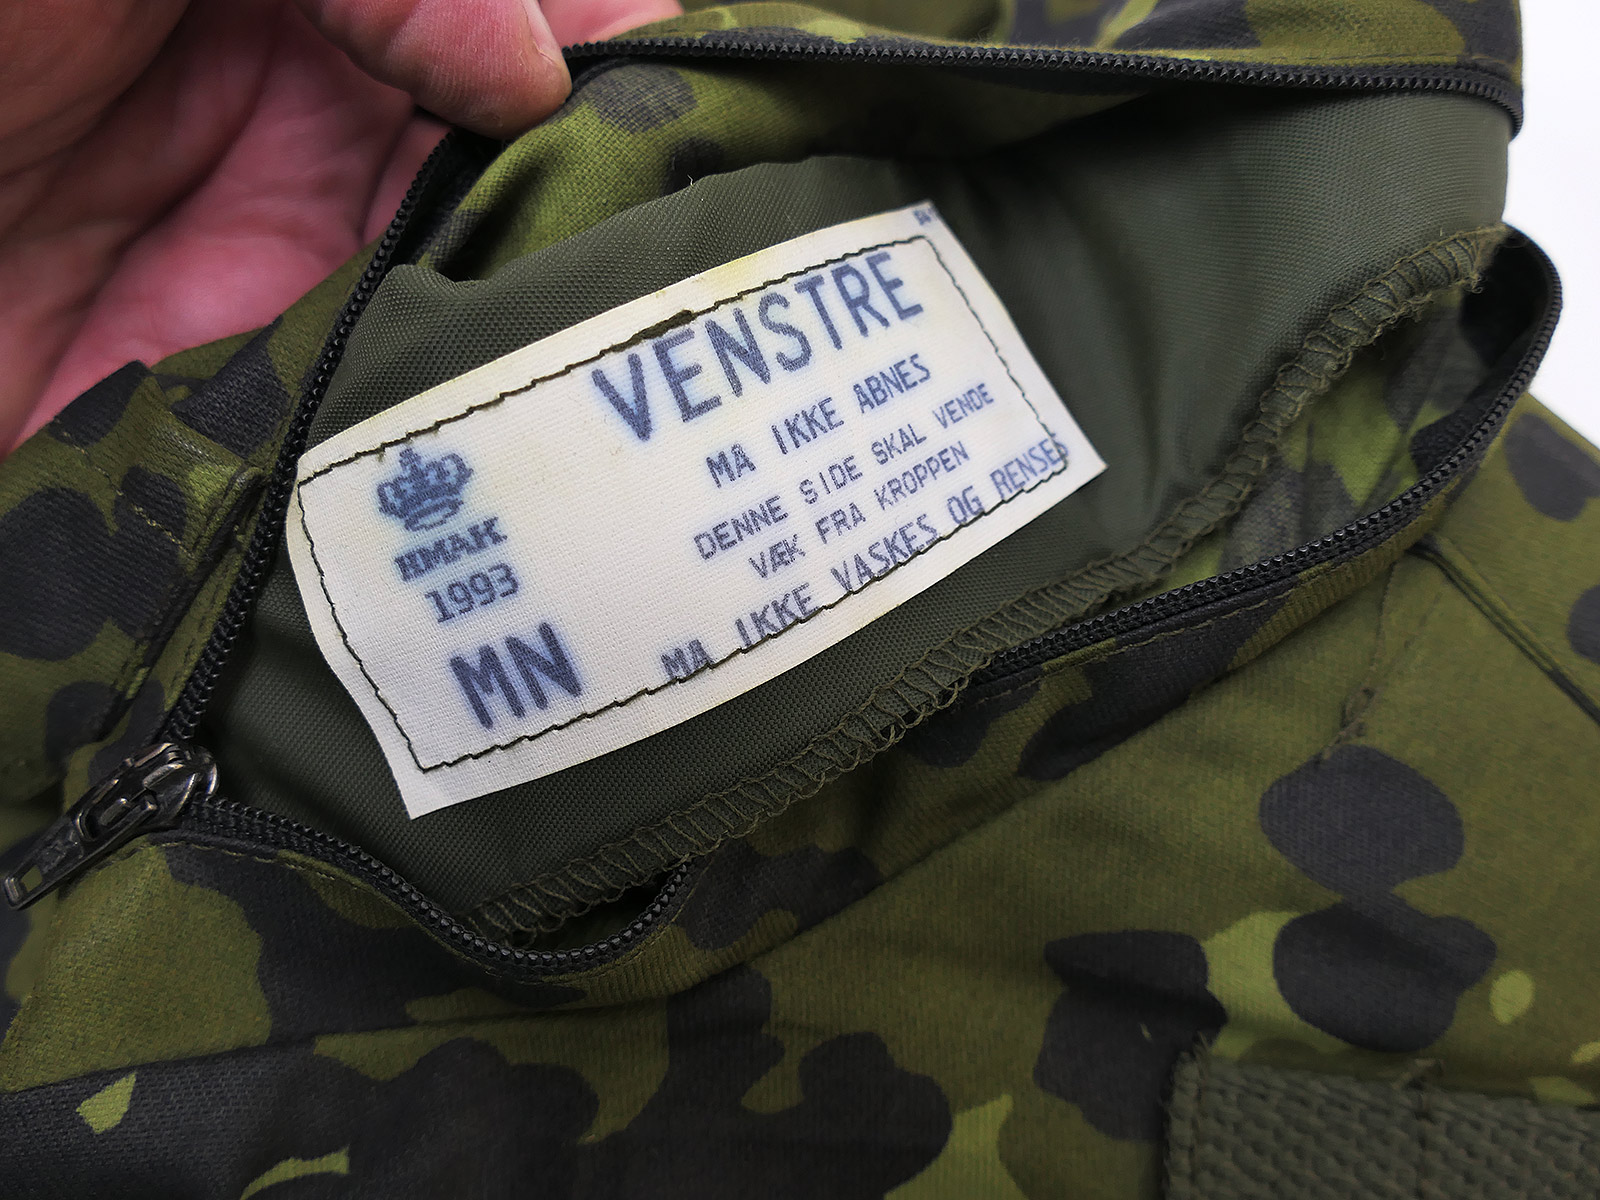 VENSTRE
MA IKKE ABNES
DENNE SIDE SKAL VENDE
VÆK FRA KROPPEN
MA IKKE VASKES OG RENSES
HMAK
1993
MN